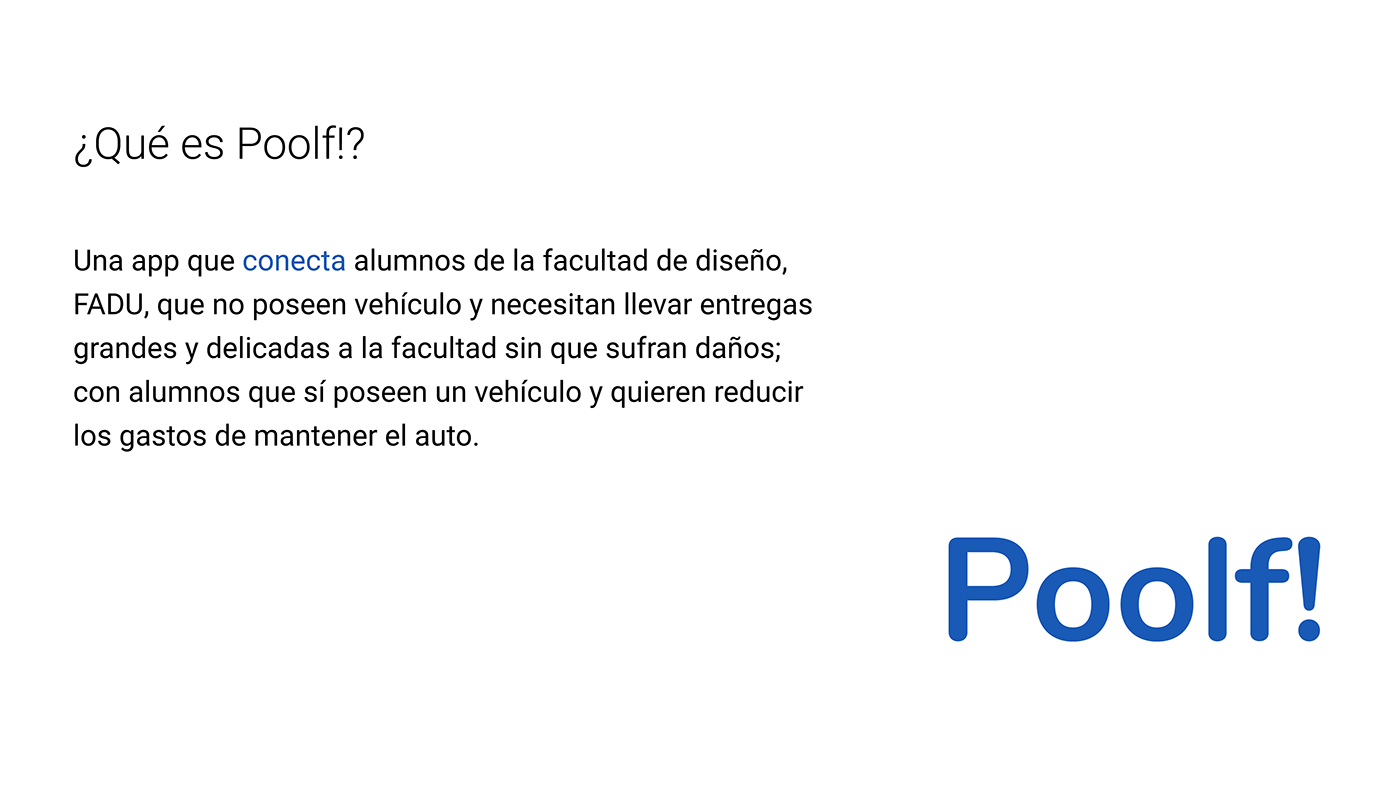 ¿Qué es Poolf!?
Una app que conecta alumnos de la facultad de diseño,
FADU, que no poseen vehículo y necesitan llevar entregas
grandes y delicadas a la facultad sin que sufran daños;
con alumnos que sí poseen un vehículo y quieren reducir
los gastos de mantener el auto.
Poolf!